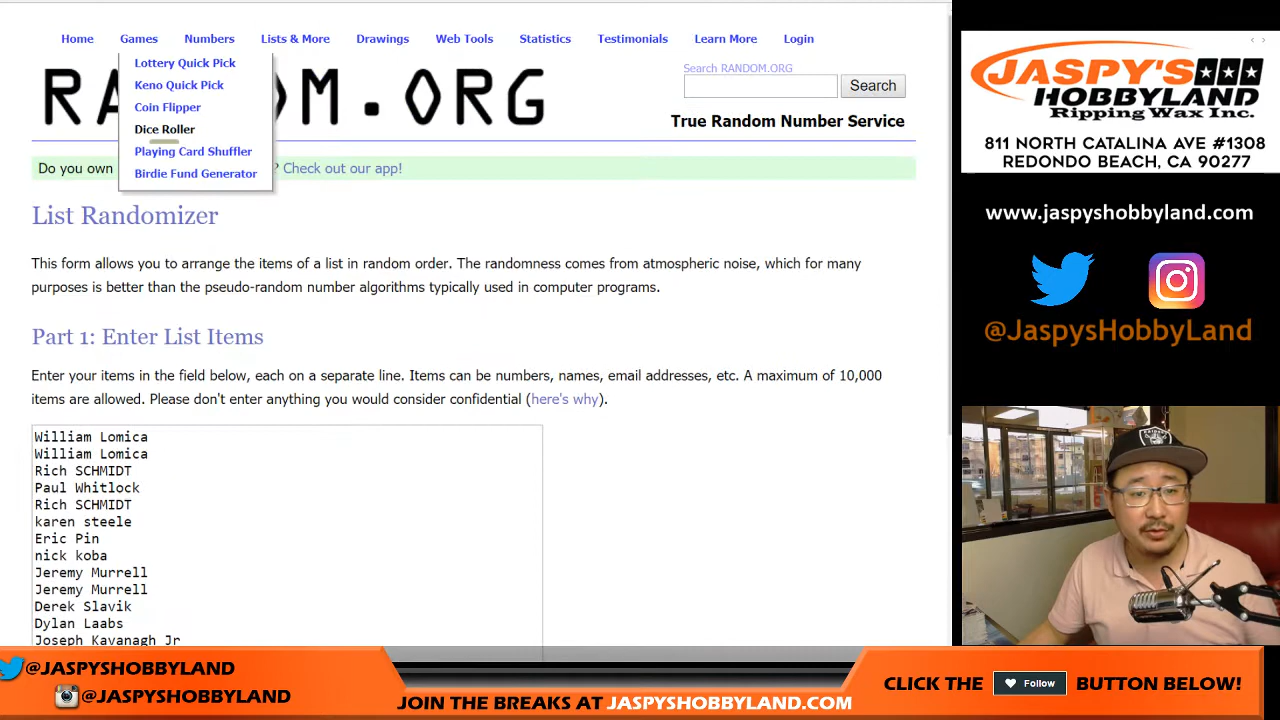 Home Games Numbers Lists & More Drawings Web Tools Statistics Testimonials Learn More Login
Lottery Quick Pick
Keno Quick Pick
Coin Flipper
Dice Roller
Playing Card Shuffler
Birdie Fund Generator
M.ORG
Search RANDOM.ORG
Search
True Random Number Service
Do you own
? Check out our app!
List Randomizer
This form allows you to arrange the items of a list in random order. The randomness comes from atmospheric noise, which for many
purposes is better than the pseudo-random number algorithms typically used in computer programs.
Part 1: Enter List Items
Enter your items in the field below, each on a separate line. Items can be numbers, names, email addresses, etc. A maximum of 10,000
items are allowed. Please don't enter anything you would consider confidential (here's why).
William Lomica
William Lomica
Rich SCHMIDT
Paul Whitlock
Rich SCHMIDT
karen steele
Eric Pin
nick koba
Jeremy Murrell
Jeremy Murrell
Derek Slavik
Dylan Laabs
Joseph Kavanagh Jr
JASPY'S
HOBBYLAND
Ripping Wax Inc.
811 NORTH CATALINA AVE #1308
REDONDO BEACH, CA 90277
www.jaspyshobbyland.com
@JaspysHobbyLand
@JASPYSHOBBYLAND
@JASPYSHOBBYLAND
JOIN THE BREAKS AT JASPYSHOBBYLAND.COM
CLICK THE Follow BUTTON BELOW!